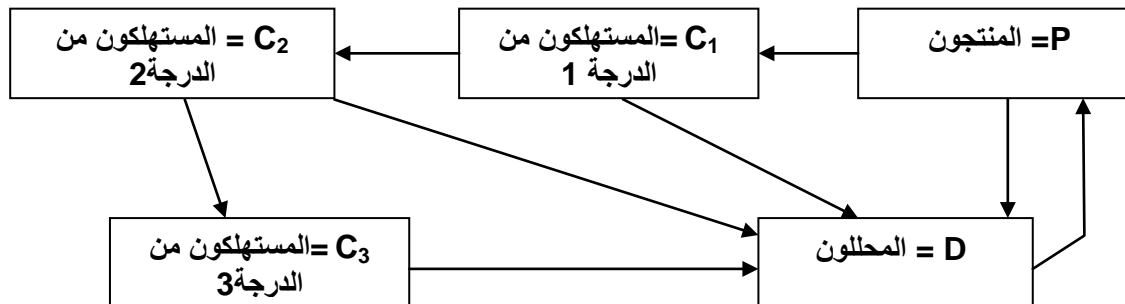 P= المنتجون
C₁ =المستهلكون من
الدرجة 1
C₂ = المستهلكون من
الدرجة2
C₃ =المستهلكون من
الدرجة3
D = المحللون